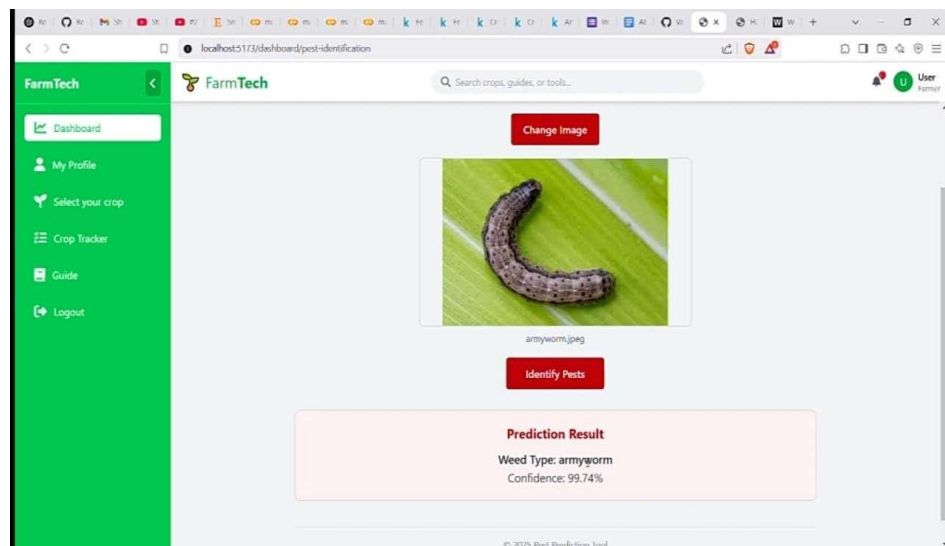 localhost:5173/dashboard/pest-identification
FarmTech
FarmTech
Search crops, guides, or tools...
U
User
Farmer
Dashboard
My Profile
Select your crop
Crop Tracker
Guide
Logout
Change Image
armyworm.jpeg
Identify Pests
Prediction Result
Weed Type: armyworm
Confidence: 99.74%
© 2025 Pest Prediction Tool